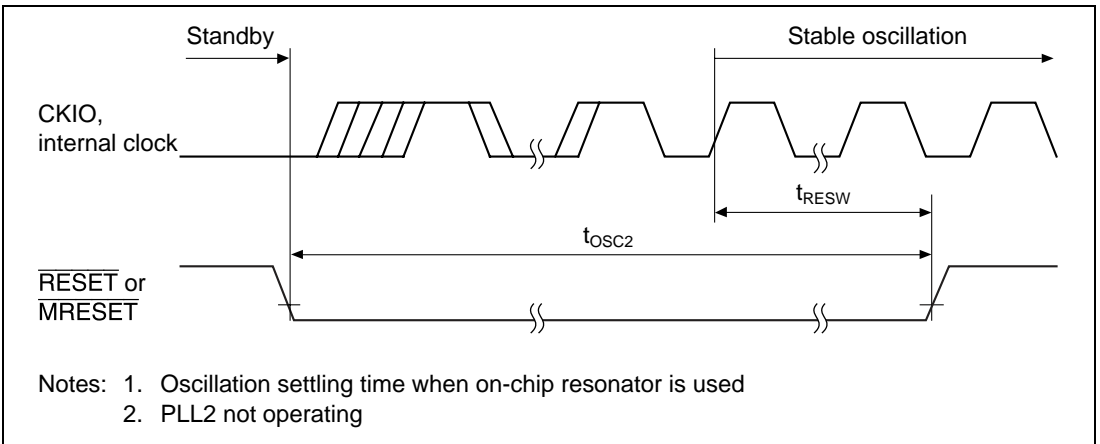 Standby
Stable oscillation
CKIO,
internal clock
tRESW
tOSC2
RESET or
MRESET
Notes: 1. Oscillation settling time when on-chip resonator is used
2. PLL2 not operating